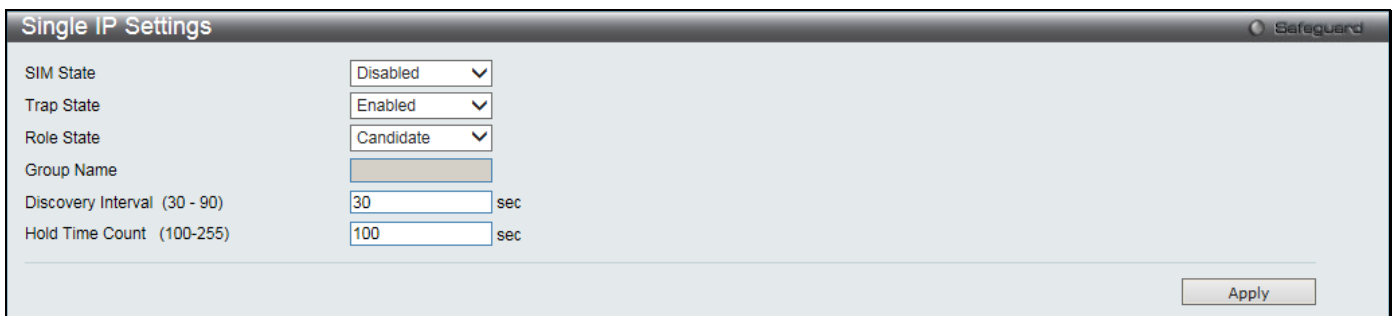 Single IP Settings Safeguard
SIM State Disabled
Trap State Enabled
Role State Candidate
Group Name
Discovery Interval (30 - 90) 30 sec
Hold Time Count (100-255) 100 sec
Apply